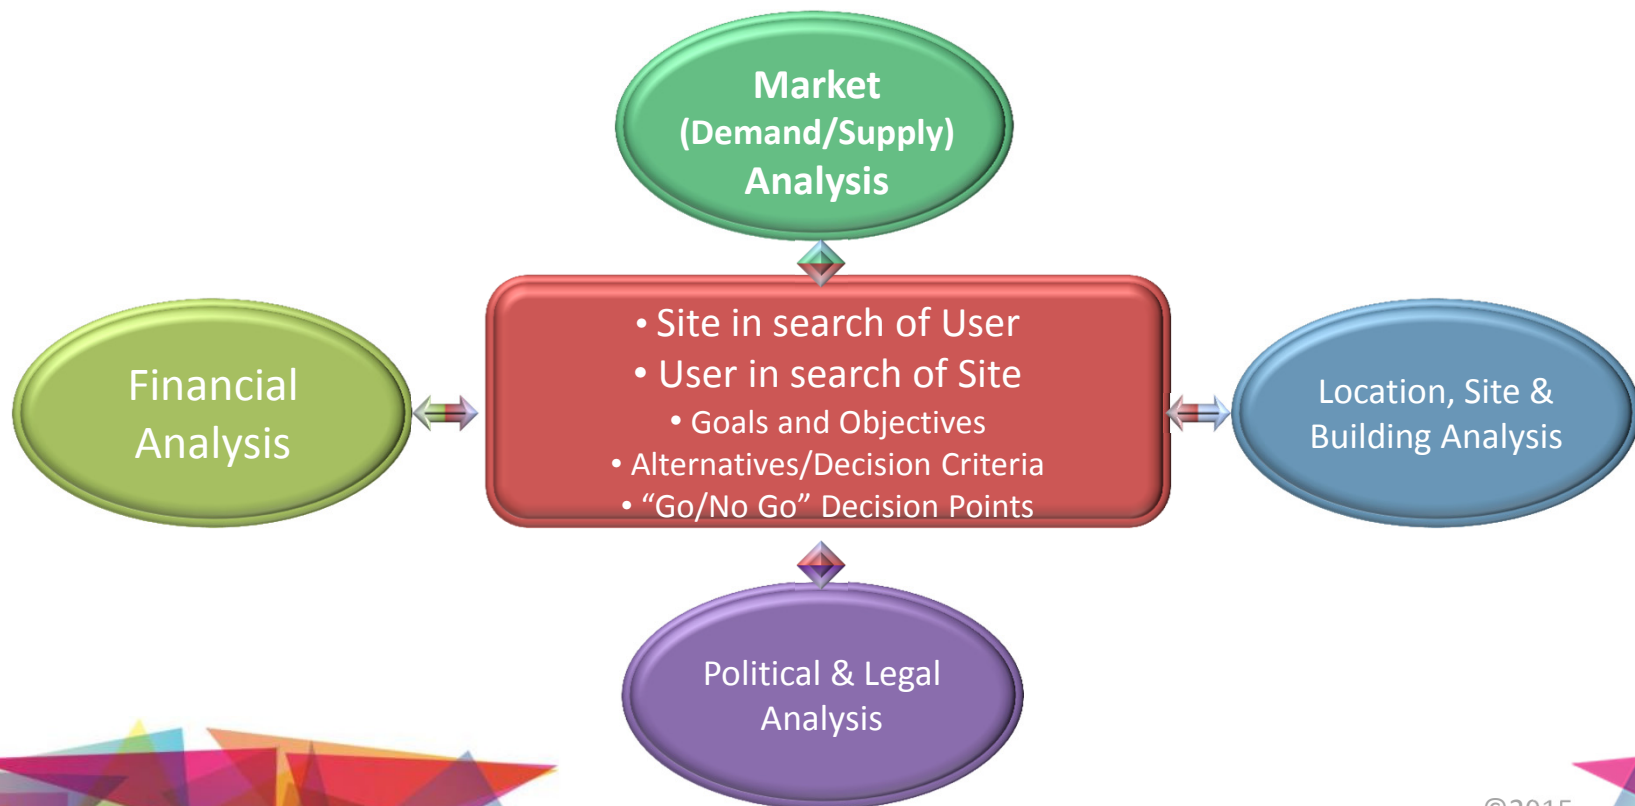 Market
(Demand/Supply)
Analysis
• Site in search of User
• User in search of Site
• Goals and Objectives
• Alternatives/Decision Criteria
• “Go/No Go” Decision Points
Financial
Analysis
Location, Site &
Building Analysis
Political & Legal
Analysis
©2015